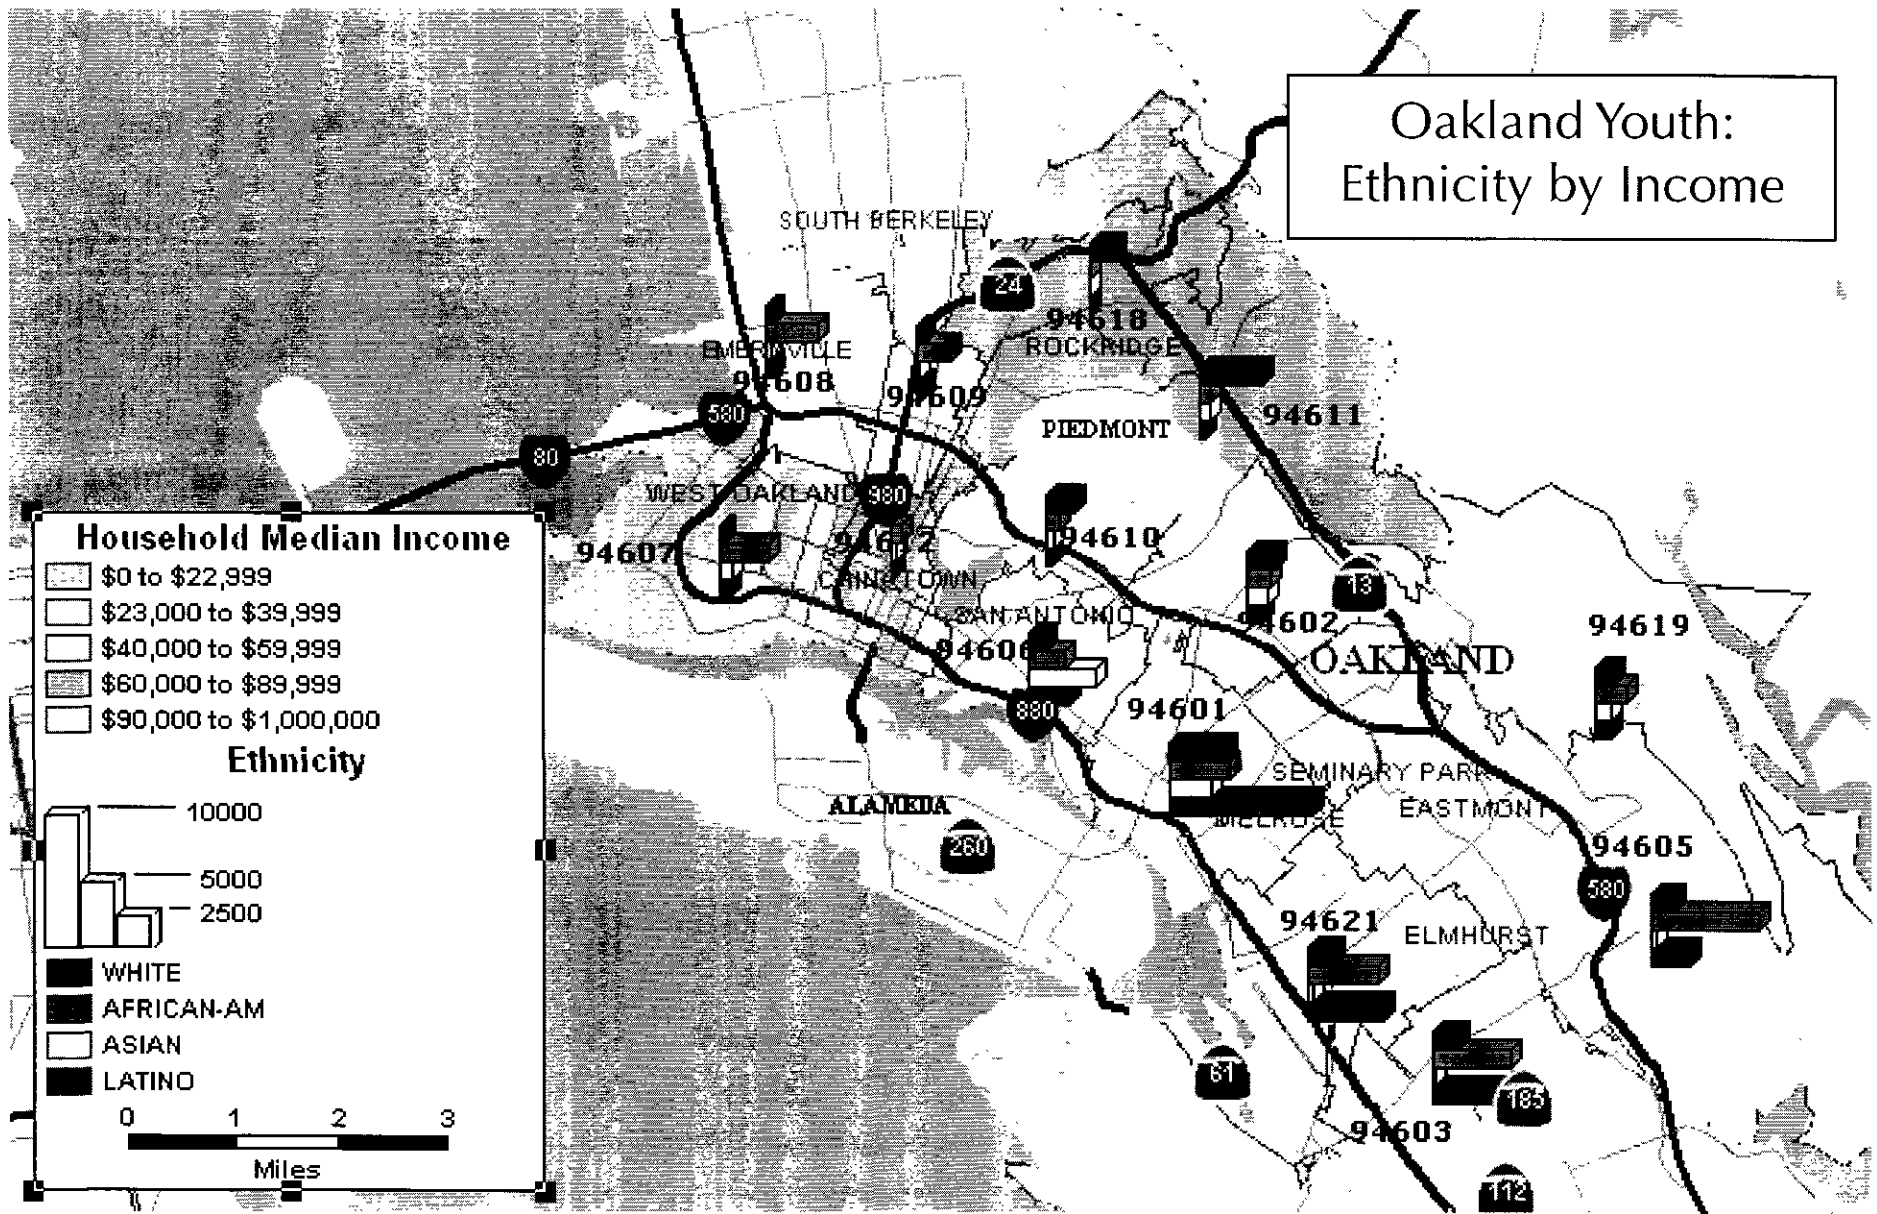 Oakland Youth:
Ethnicity by Income
SOUTH BERKELEY
24
94618
ROCKRIDGE
EMERYVILLE
94608
94609
580
94611
PIEDMONT
80
WEST OAKLAND
980
94607
94612
94610
CHINATOWN
13
SAN ANTONIO
94602
94619
94606
OAKLAND
880
94601
SEMINARY PARK
EASTMONT
MELROSE
ALAMEDA
260
94605
580
94621
ELMHURST
61
185
94603
112
Household Median Income
$0 to $22,999
$23,000 to $39,999
$40,000 to $59,999
$60,000 to $89,999
$90,000 to $1,000,000
Ethnicity
10000
5000
2500
WHITE
AFRICAN-AM
ASIAN
LATINO
0 1 2 3
Miles